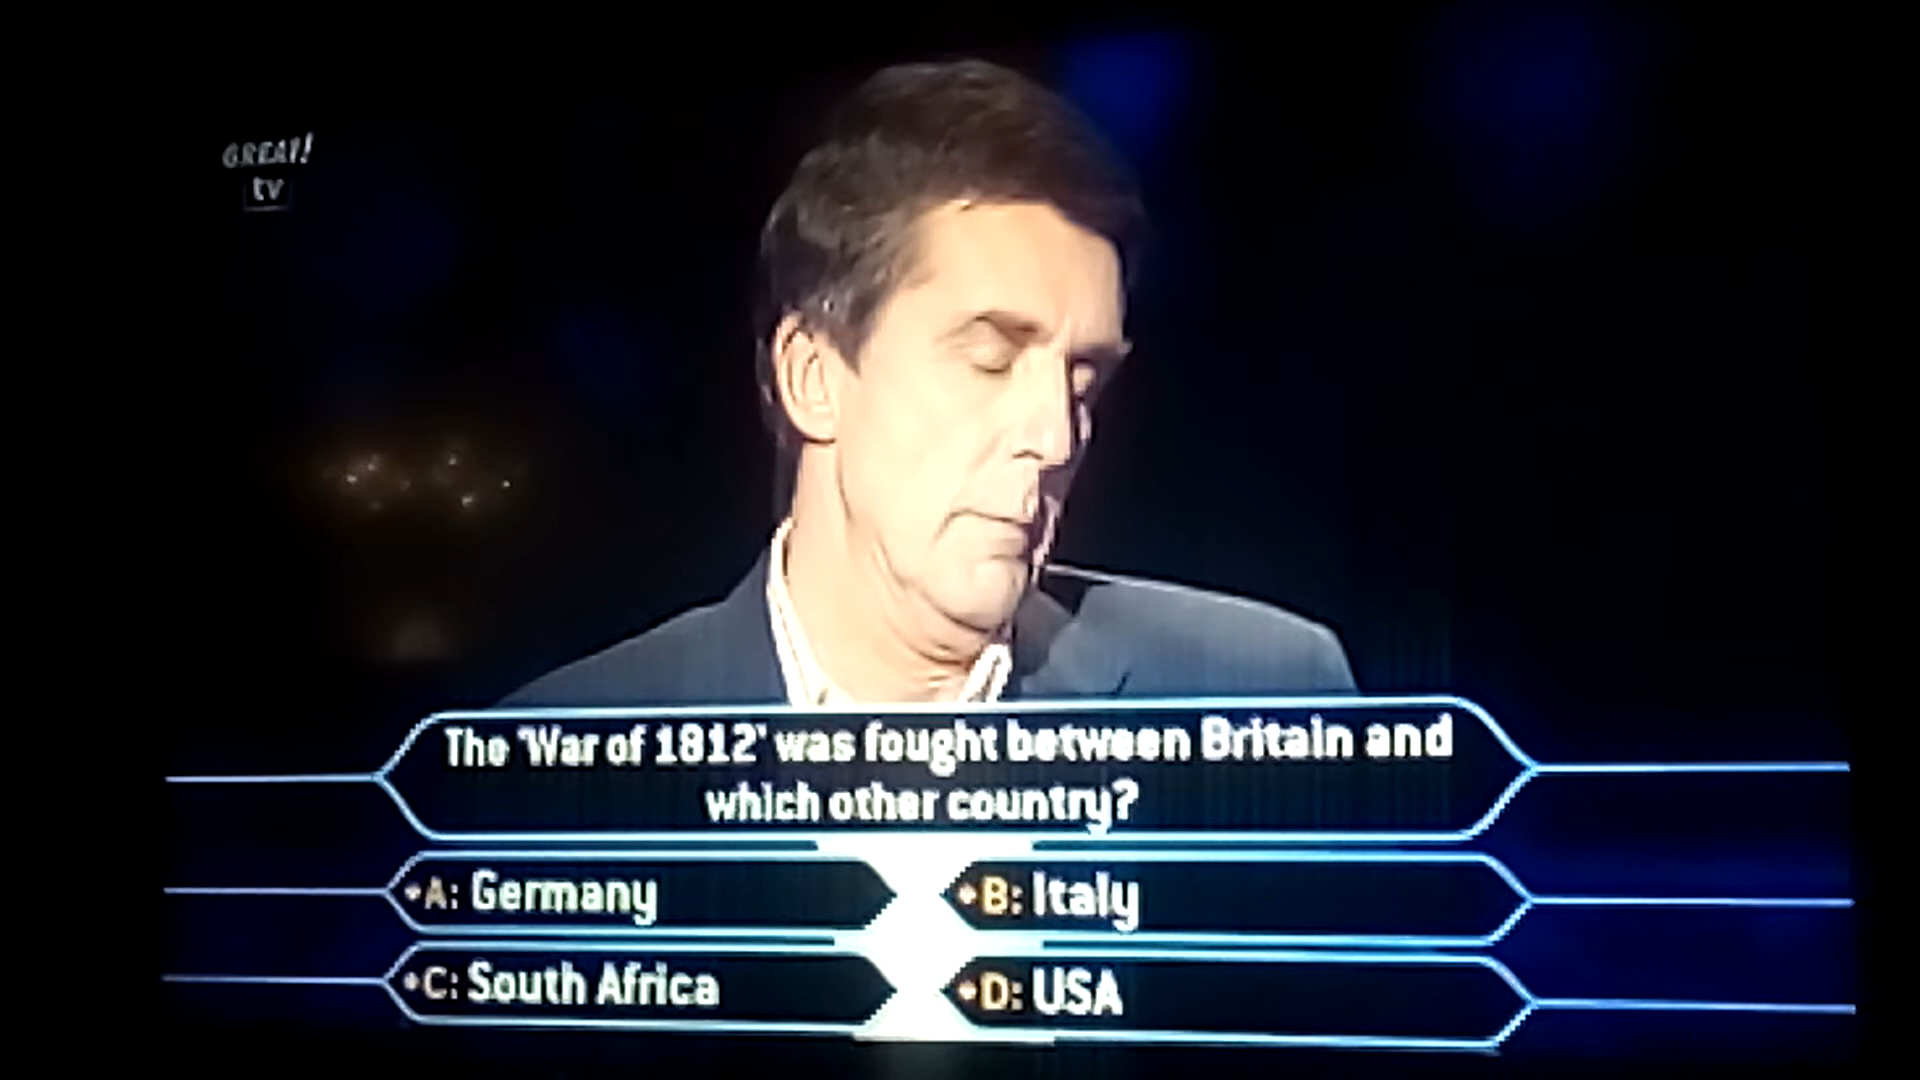 GREAT!
tv
The 'War of 1812' was fought between Britain and
which other country?
A: Germany
B: Italy
C: South Africa
D: USA